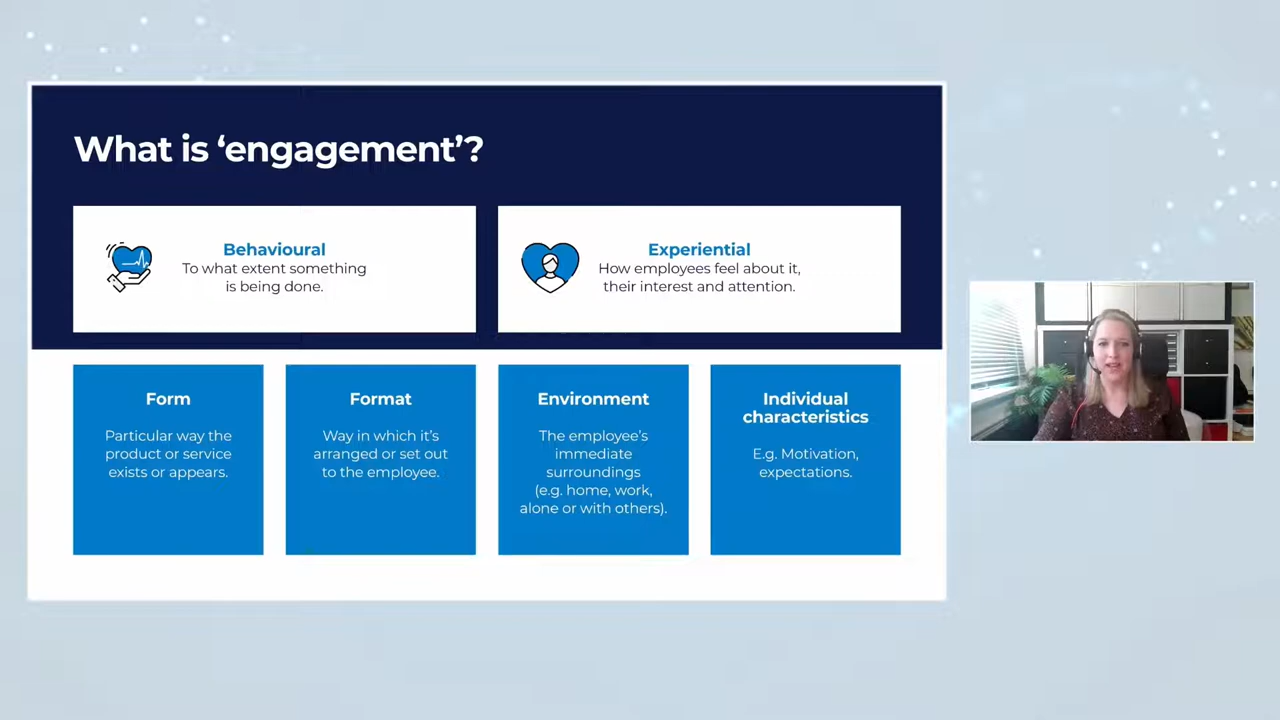 What is ‘engagement’?
Behavioural
To what extent something
is being done.
Experiential
How employees feel about it,
their interest and attention.
Form
Particular way the
product or service
exists or appears.
Format
Way in which it’s
arranged or set out
to the employee.
Environment
The employee’s
immediate
surroundings
(e.g. home, work,
alone or with others).
Individual
characteristics
E.g. Motivation,
expectations.